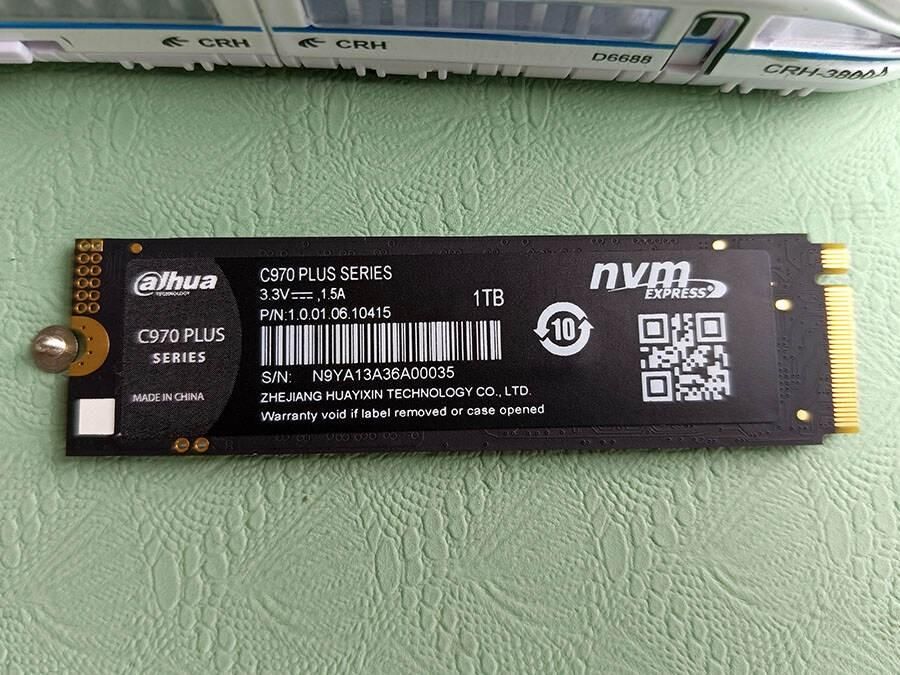 CRH
CRH
D6688
CRH-380A
alhua
TECHNOLOGY
C970 PLUS
SERIES
MADE IN CHINA
C970 PLUS SERIES
3.3V⎓,1.5A
1TB
P/N:1.0.01.06.10415
S/N: N9YA13A36A00035
ZHEJIANG HUAYIXIN TECHNOLOGY CO., LTD.
Warranty void if label removed or case opened
10
nvm
EXPRESS